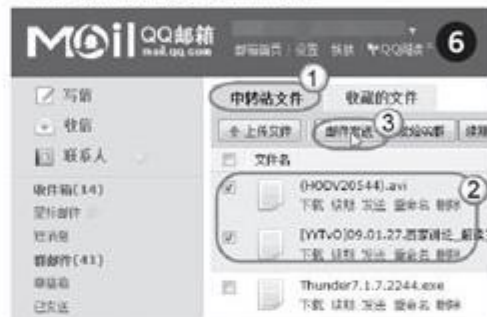 MOil QQ邮箱
mail.qq.com
邮箱首页 | 设置 换肤 QQ阅读
6
写信
收信
联系人
收件箱(14)
星标邮件
群邮件(41)
草稿箱
已发送
1
中转站文件 收藏的文件
3
上传文件 邮件发送
文件名
2
(HODV20544).avi
下载 续期 发送 重命名 删除
[YYTvO]09.01.27.
下载 续期 发送 重命名 删除
Thunder7.1.7.2244.exe
下载 续期 发送 重命名 删除